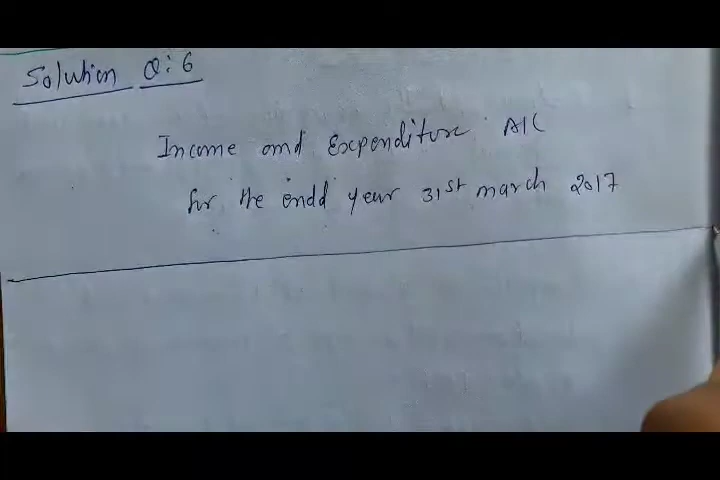 Solution Q:6
Income and Expenditure A/C
for the endd year 31st march 2017